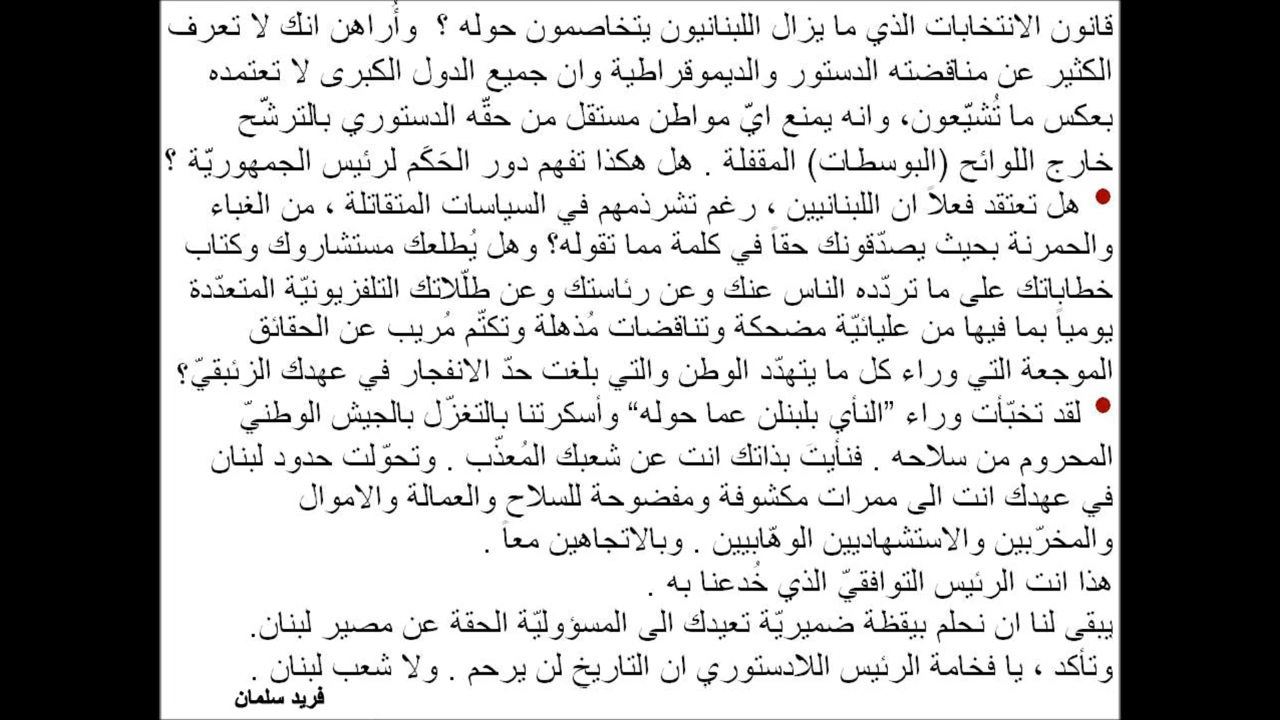 قانون الانتخابات الذي ما يزال اللبنانيون يتخاصمون حوله ؟ وأُراهن انك لا تعرف
الكثير عن مناقضته الدستور والديموقراطية وان جميع الدول الكبرى لا تعتمده
بعكس ما تُشيّعون، وانه يمنع ايّ مواطن مستقل من حقّه الدستوري بالترشّح
خارج اللوائح (البوسطات) المقفلة . هل هكذا تفهم دور الحَكَم لرئيس الجمهوريّة ؟
• هل تعتقد فعلاً ان اللبنانيين ، رغم تشرذمهم في السياسات المتقاتلة ، من الغباء
والحمرنة بحيث يصدّقونك حقاً في كلمة مما تقوله؟ وهل يُطلعك مستشاروك وكتاب
خطاباتك على ما تردّده الناس عنك وعن رئاستك وعن طلّلاتك التلفزيونيّة المتعدّدة
يومياً بما فيها من عليائيّة مضحكة وتناقضات مُذهلة وتكتّم مُريب عن الحقائق
الموجعة التي وراء كل ما يتهدّد الوطن والتي بلغت حدّ الانفجار في عهدك الزئبقيّ؟
• لقد تخبّأت وراء ”النأي بلبنلن عما حوله“ وأسكرتنا بالتغزّل بالجيش الوطنيّ
المحروم من سلاحه . فنأيتَ بذاتك انت عن شعبك المُعذّب . وتحوّلت حدود لبنان
في عهدك انت الى ممرات مكشوفة ومفضوحة للسلاح والعمالة والاموال
والمخرّبين والاستشهاديين الوهّابيين . وبالاتجاهين معاً .
هذا انت الرئيس التوافقيّ الذي خُدعنا به .
يبقى لنا ان نحلم بيقظة ضميريّة تعيدك الى المسؤوليّة الحقة عن مصير لبنان.
وتأكد ، يا فخامة الرئيس اللادستوري ان التاريخ لن يرحم . ولا شعب لبنان .
فريد سلمان